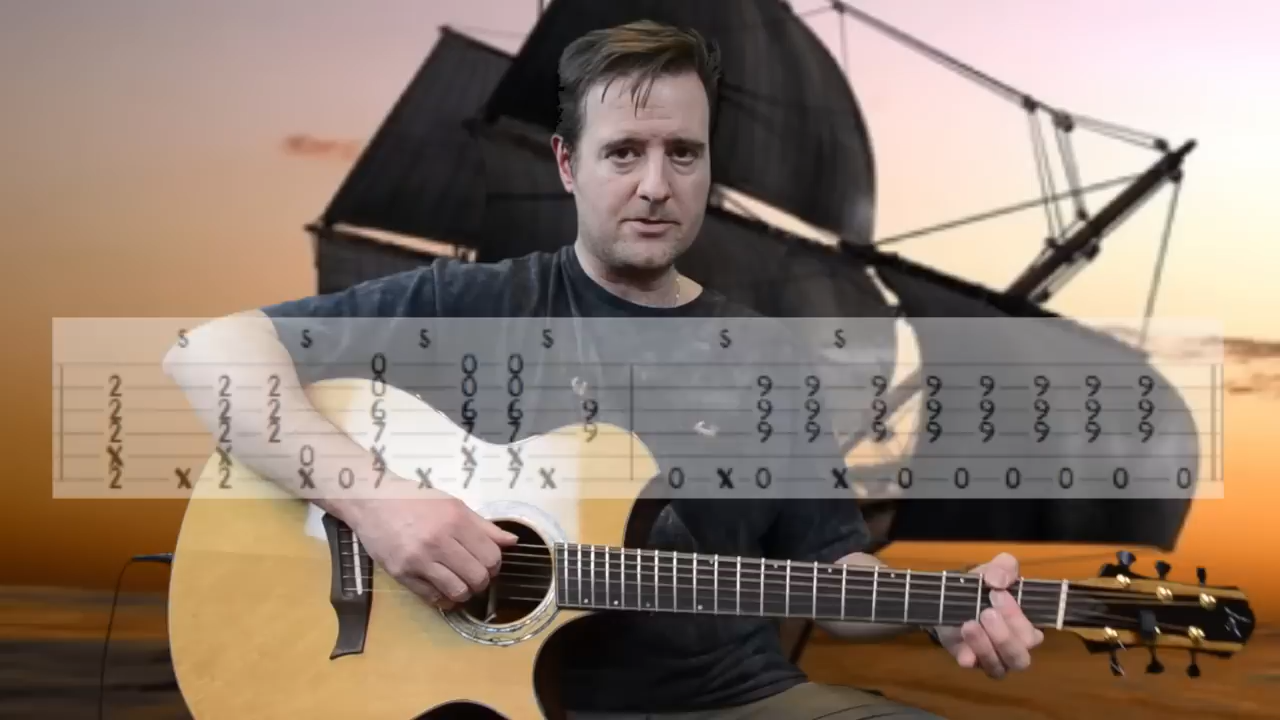 S S S S S S
0 0 0
2 2 2 0 0 0 9 9 9 9 9 9 9 9
2 2 2 6 6 6 9 9 9 9 9 9 9 9 9
2 2 2 7 7 7 9 9 9 9 9 9 9 9 9
X X 0 X X X
2 X 2 X 0 7 X 7 7 X 0 X 0 X 0 0 0 0 0 0